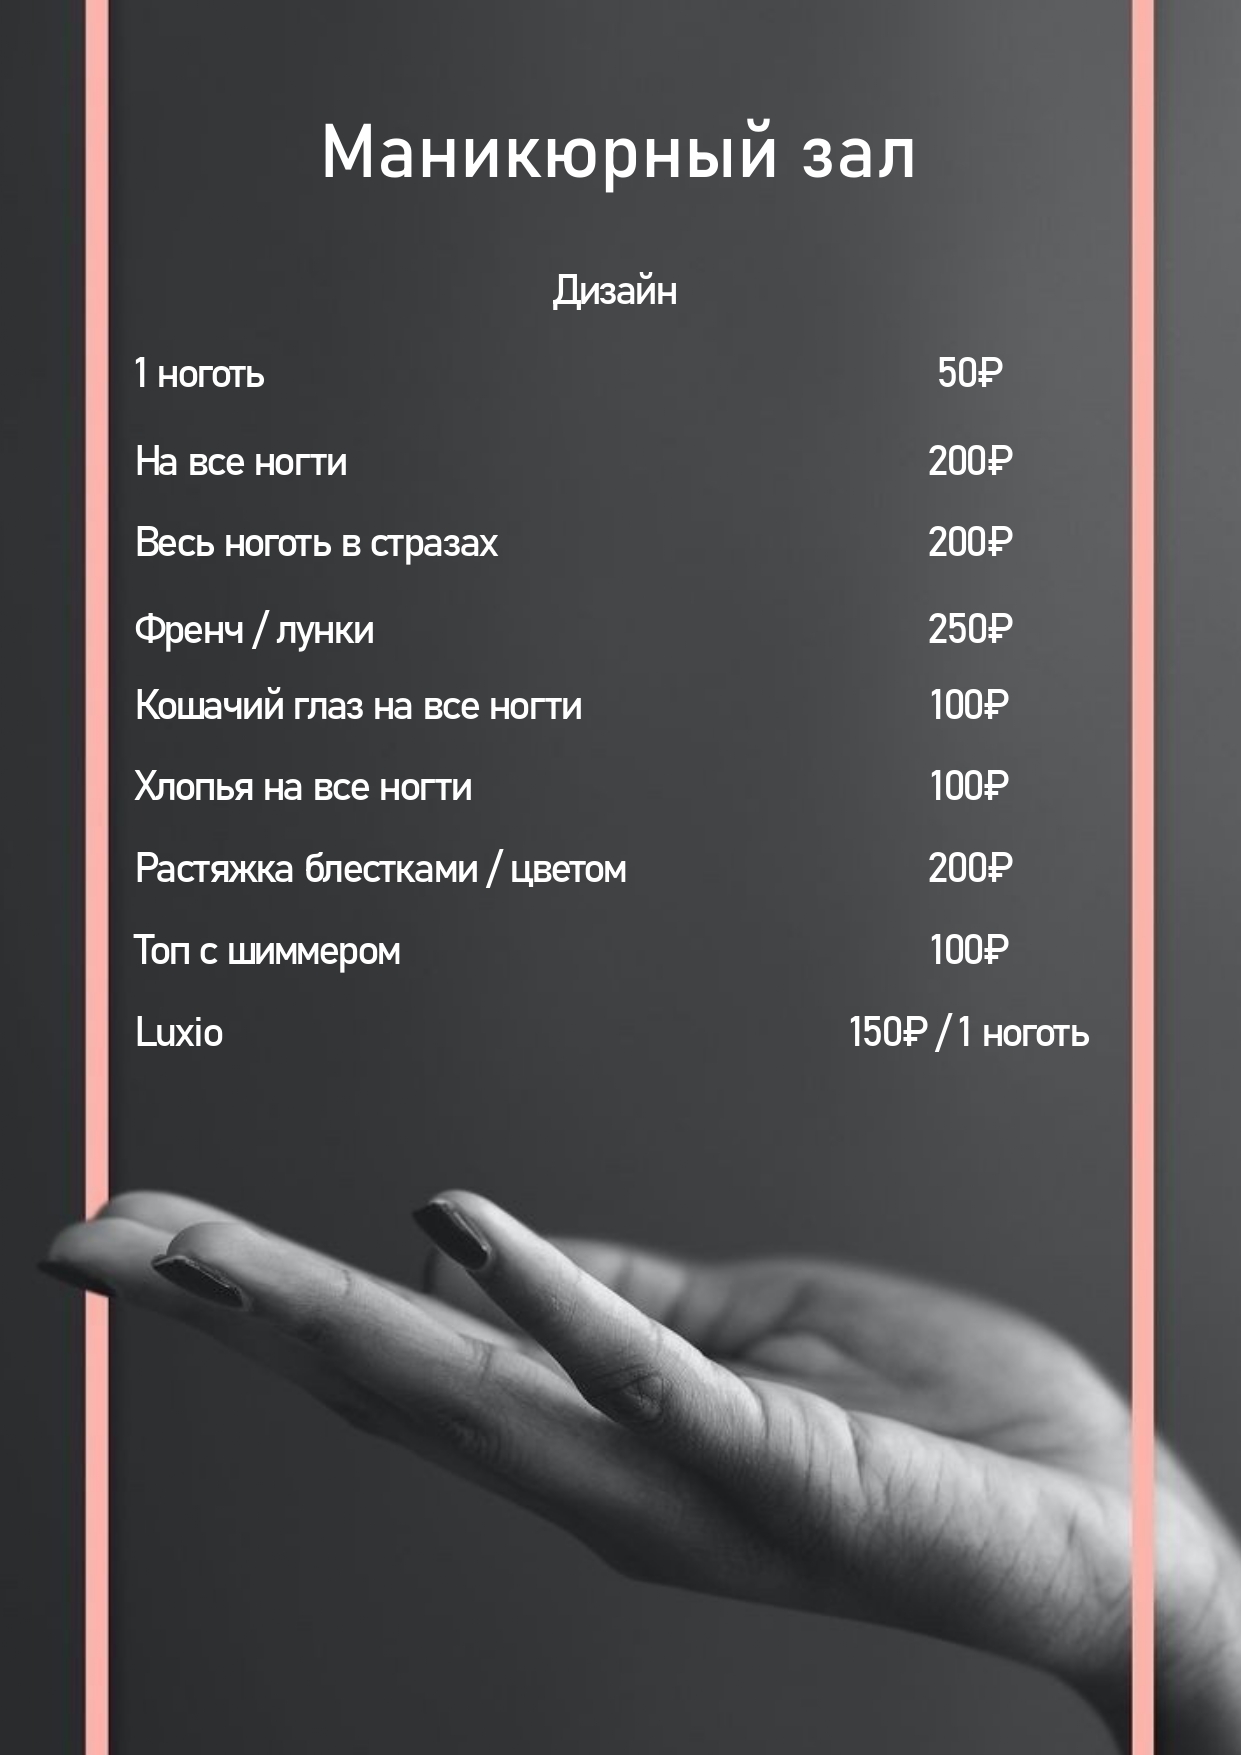 Маникюрный зал
Дизайн
1 ноготь 50₽
На все ногти 200₽
Весь ноготь в стразах 200₽
Френч / лунки 250₽
Кошачий глаз на все ногти 100₽
Хлопья на все ногти 100₽
Растяжка блестками / цветом 200₽
Топ с шиммером 100₽
Luxio 150₽ / 1 ноготь